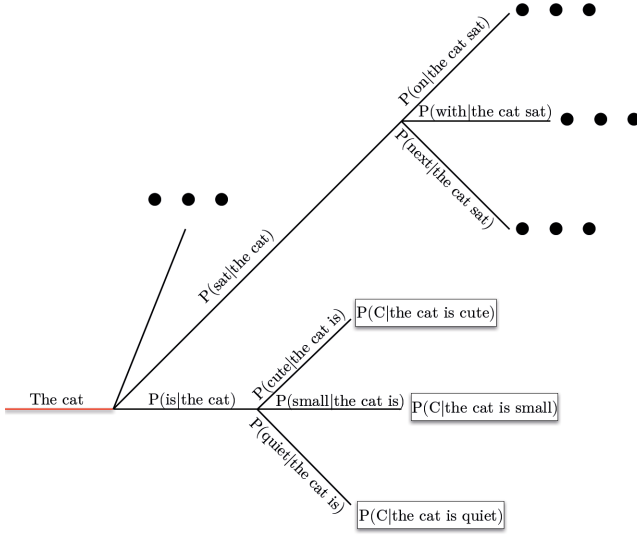 P(on|the cat sat)
P(with|the cat sat)
P(next|the cat sat)
P(sat|the cat)
The cat
P(is|the cat)
P(cute|the cat is)
P(C|the cat is cute)
P(small|the cat is)
P(C|the cat is small)
P(quiet|the cat is)
P(C|the cat is quiet)